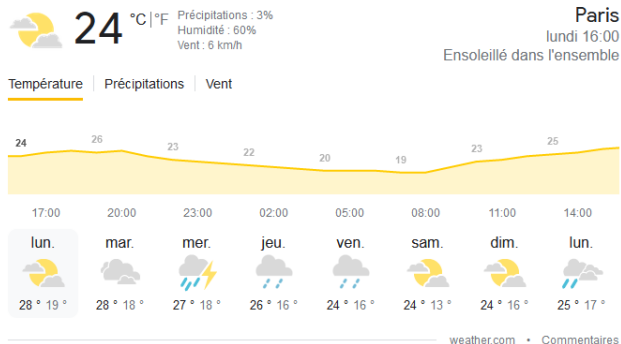 24 °C | °F
Précipitations : 3%
Humidité : 60%
Vent : 6 km/h
Paris
lundi 16:00
Ensoleillé dans l'ensemble
Température | Précipitations | Vent
24 26 23 22 20 19 23 25
17:00 20:00 23:00 02:00 05:00 08:00 11:00 14:00
lun. mar. mer. jeu. ven. sam. dim. lun.
28 ° 19 ° 28 ° 18 ° 27 ° 18 ° 26 ° 16 ° 24 ° 16 ° 24 ° 13 ° 24 ° 16 ° 25 ° 17 °
weather.com • Commentaires